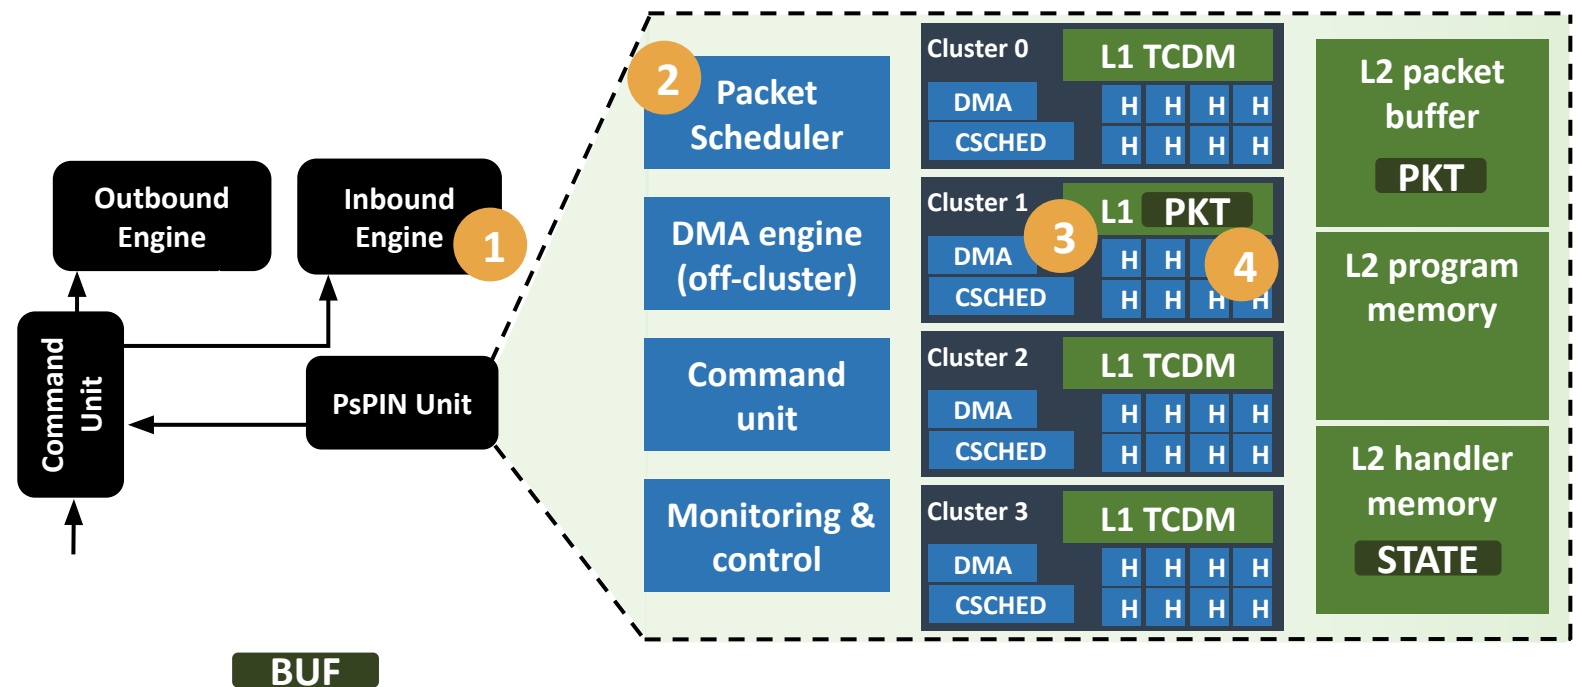 Outbound
Engine
Inbound
Engine
1
Command
Unit
PsPIN Unit
BUF
2
Packet
Scheduler
DMA engine
(off-cluster)
Command
unit
Monitoring &
control
Cluster 0
L1 TCDM
DMA
H H H H
CSCHED
H H H H
Cluster 1
L1 PKT
3
DMA
H H
4
CSCHED
H H H H
Cluster 2
L1 TCDM
DMA
H H H H
CSCHED
H H H H
Cluster 3
L1 TCDM
DMA
H H H H
CSCHED
H H H H
L2 packet
buffer
PKT
L2 program
memory
L2 handler
memory
STATE